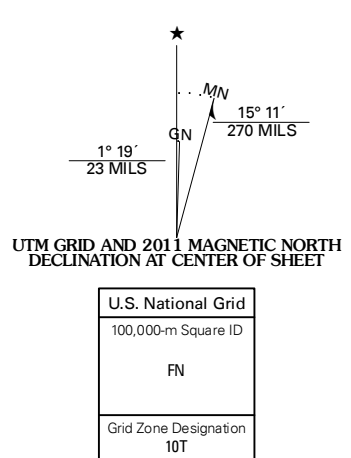 ★
MN
15° 11´
270 MILS
GN
1° 19´
23 MILS
UTM GRID AND 2011 MAGNETIC NORTH
DECLINATION AT CENTER OF SHEET
U.S. National Grid
100,000-m Square ID
FN
Grid Zone Designation
10T